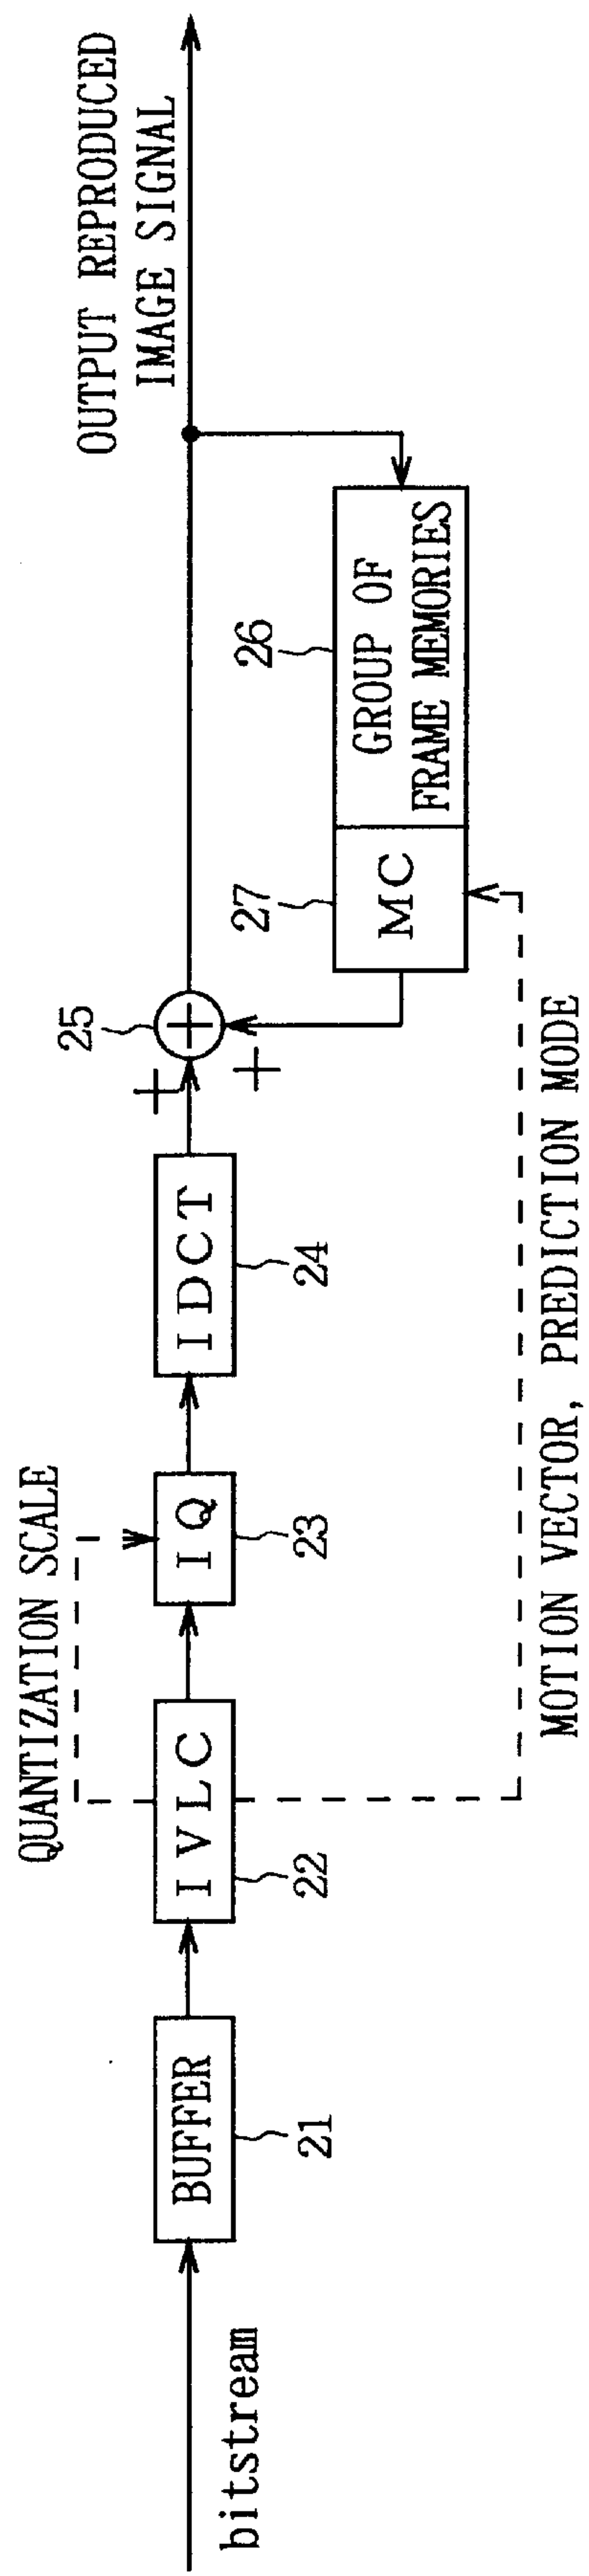 bitstream
BUFFER
21
QUANTIZATION SCALE
IVLC
22
IQ
23
IDCT
24
+
+
25
+
MC
27
GROUP OF
FRAME MEMORIES
26
MOTION VECTOR, PREDICTION MODE
OUTPUT REPRODUCED
IMAGE SIGNAL